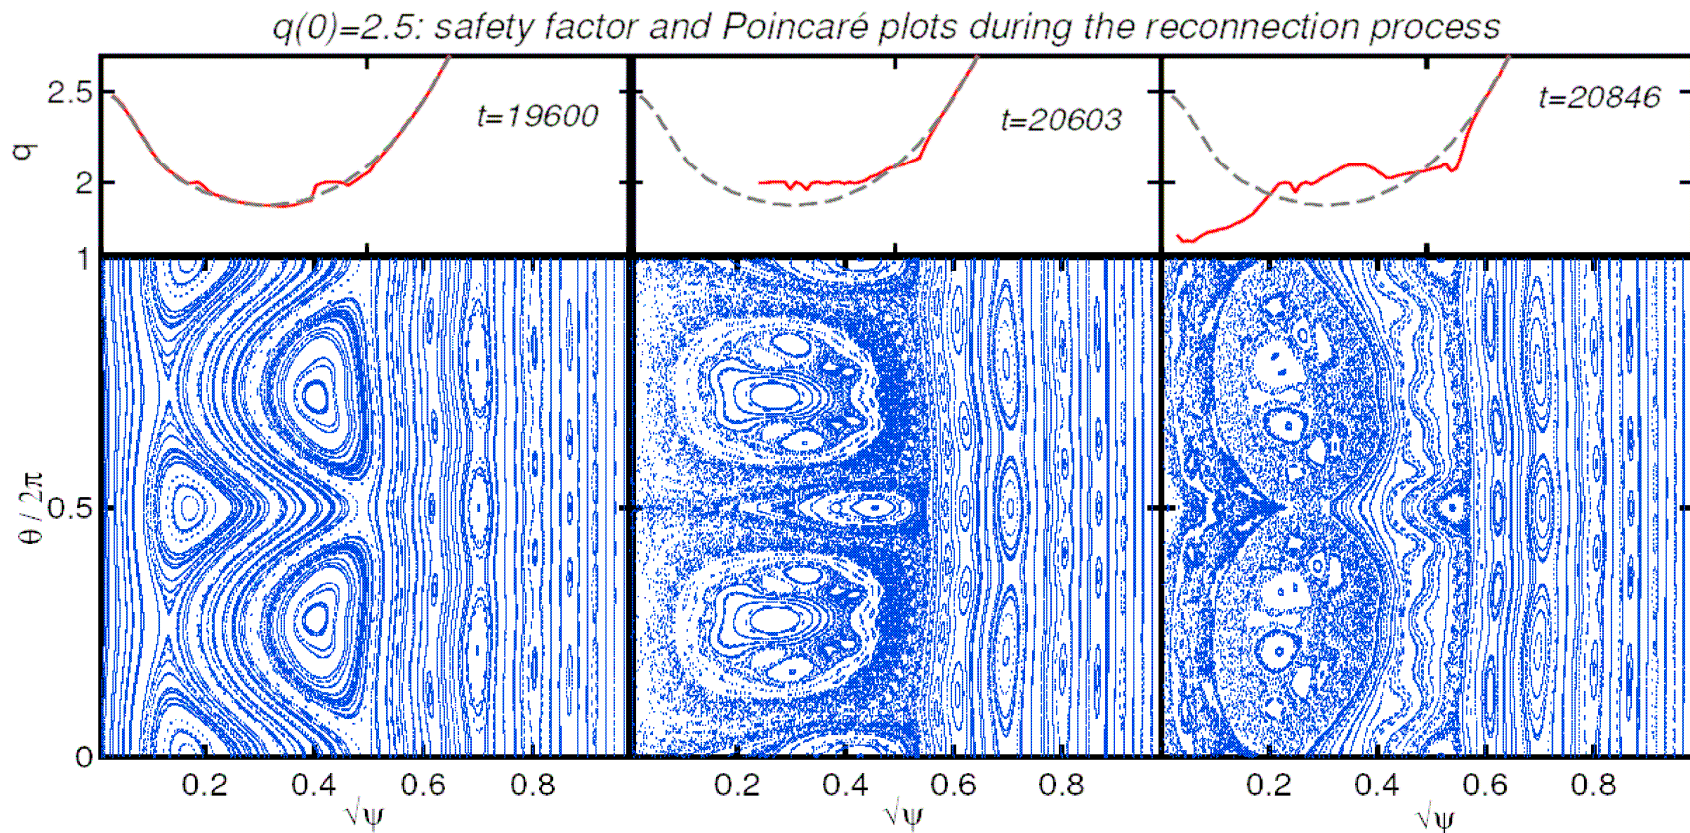 q(0)=2.5: safety factor and Poincaré plots during the reconnection process
t=19600
t=20603
t=20846
q
2.5
2
1
θ / 2π
0.5
0
0.2 0.4 0.6 0.8
0.2 0.4 0.6 0.8
0.2 0.4 0.6 0.8
√ψ
√ψ
√ψ